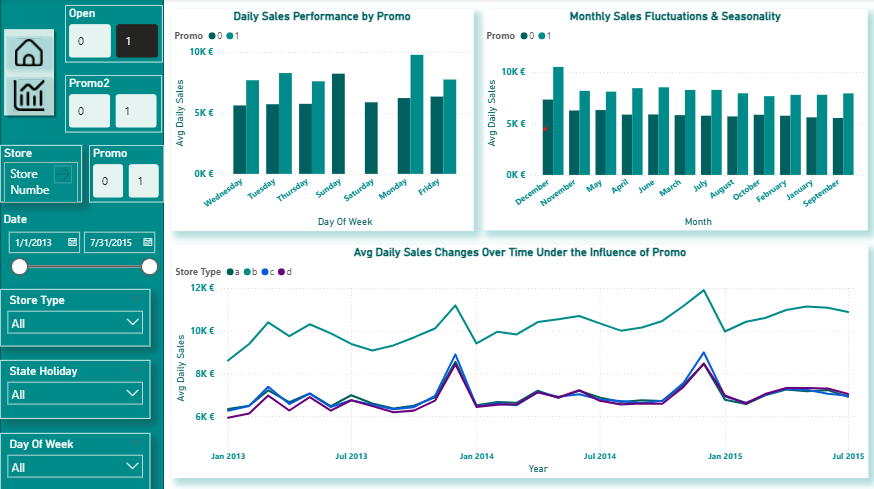 Open
0
1
Promo2
0
1
Store
Store
Numbe
Promo
0
1
Date
1/1/2013
7/31/2015
Store Type
All
State Holiday
All
Day Of Week
All
Daily Sales Performance by Promo
Promo 0 1
10K €
5K €
0K €
Avg Daily Sales
Wednesday
Tuesday
Thursday
Sunday
Saturday
Monday
Friday
Day Of Week
Monthly Sales Fluctuations & Seasonality
Promo 0 1
10K €
5K €
0K €
Avg Daily Sales
December
November
May
April
June
March
July
August
October
February
January
September
Month
Avg Daily Sales Changes Over Time Under the Influence of Promo
Store Type a b c d
12K €
10K €
8K €
6K €
Avg Daily Sales
Jan 2013
Jul 2013
Jan 2014
Jul 2014
Jan 2015
Jul 2015
Year